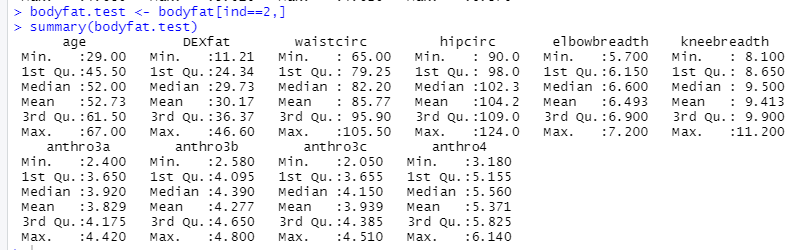 > bodyfat.test <- bodyfat[ind==2,]
> summary(bodyfat.test)
age DEXfat waistcirc hipcirc elbowbreadth kneebreadth
Min. :29.00 Min. :11.21 Min. : 65.00 Min. : 90.0 Min. :5.700 Min. : 8.100
1st Qu.:45.50 1st Qu.:24.34 1st Qu.: 79.25 1st Qu.: 98.0 1st Qu.:6.150 1st Qu.: 8.650
Median :52.00 Median :29.73 Median : 82.20 Median :102.3 Median :6.600 Median : 9.500
Mean :52.73 Mean :30.17 Mean : 85.77 Mean :104.2 Mean :6.493 Mean : 9.413
3rd Qu.:61.50 3rd Qu.:36.37 3rd Qu.: 95.90 3rd Qu.:109.0 3rd Qu.:6.900 3rd Qu.: 9.900
Max. :67.00 Max. :46.60 Max. :105.50 Max. :124.0 Max. :7.200 Max. :11.200
anthro3a anthro3b anthro3c anthro4
Min. :2.400 Min. :2.580 Min. :2.050 Min. :3.180
1st Qu.:3.650 1st Qu.:4.095 1st Qu.:3.655 1st Qu.:5.155
Median :3.920 Median :4.390 Median :4.150 Median :5.560
Mean :3.829 Mean :4.277 Mean :3.939 Mean :5.371
3rd Qu.:4.175 3rd Qu.:4.650 3rd Qu.:4.385 3rd Qu.:5.825
Max. :4.420 Max. :4.800 Max. :4.510 Max. :6.140